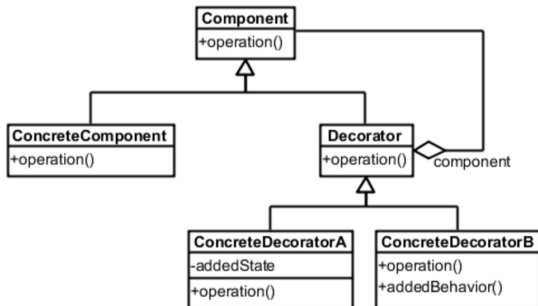 Component
+operation()
ConcreteComponent
+operation()
Decorator
+operation()
component
ConcreteDecoratorA
-addedState
+operation()
ConcreteDecoratorB
+operation()
+addedBehavior()